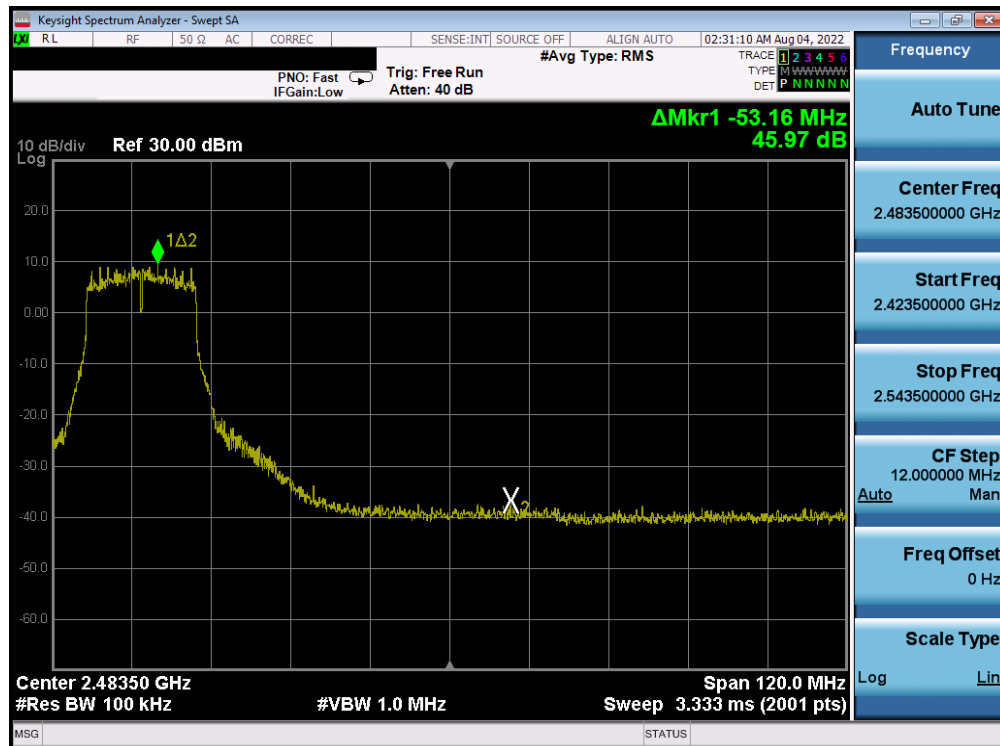 Keysight Spectrum Analyzer - Swept SA
LXI RL RF 50 Ω AC CORREC SENSE:INT SOURCE OFF ALIGN AUTO 02:31:10 AM Aug 04, 2022
PNO: Fast
IFGain:Low
Trig: Free Run
Atten: 40 dB
#Avg Type: RMS
TRACE 1 2 3 4 5 6
TYPE M WWWWW
DET P N N N N N
ΔMkr1 -53.16 MHz
45.97 dB
10 dB/div Ref 30.00 dBm
Log
20.0
10.0
0.00
-10.0
-20.0
-30.0
-40.0
-50.0
-60.0
1Δ2
X2
Center 2.48350 GHz Span 120.0 MHz
#Res BW 100 kHz #VBW 1.0 MHz Sweep 3.333 ms (2001 pts)
MSG STATUS
Frequency
Auto Tune
Center Freq
2.483500000 GHz
Start Freq
2.423500000 GHz
Stop Freq
2.543500000 GHz
CF Step
12.000000 MHz
Auto Man
Freq Offset
0 Hz
Scale Type
Log Lin